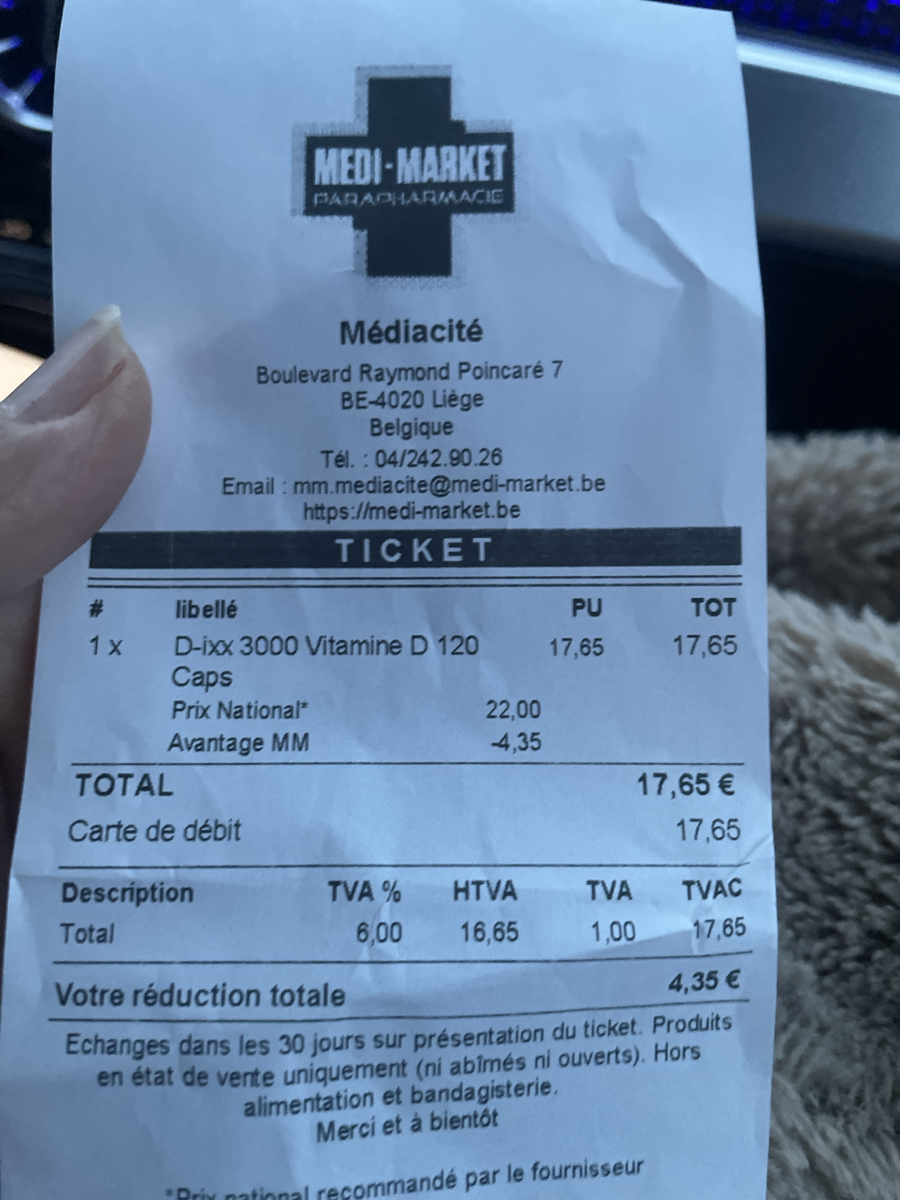 MEDI-MARKET
PARAPHARMACIE
Médiacité
Boulevard Raymond Poincaré 7
BE-4020 Liège
Belgique
Tél. : 04/242.90.26
Email : mm.mediacite@medi-market.be
https://medi-market.be
TICKET
# libellé PU TOT
1 x D-ixx 3000 Vitamine D 120 17,65 17,65
Caps
Prix National* 22,00
Avantage MM -4,35
TOTAL 17,65 €
Carte de débit 17,65
Description TVA % HTVA TVA TVAC
Total 6,00 16,65 1,00 17,65
Votre réduction totale 4,35 €
Echanges dans les 30 jours sur présentation du ticket. Produits
en état de vente uniquement (ni abîmés ni ouverts). Hors
alimentation et bandagisterie.
Merci et à bientôt
*Prix national recommandé par le fournisseur